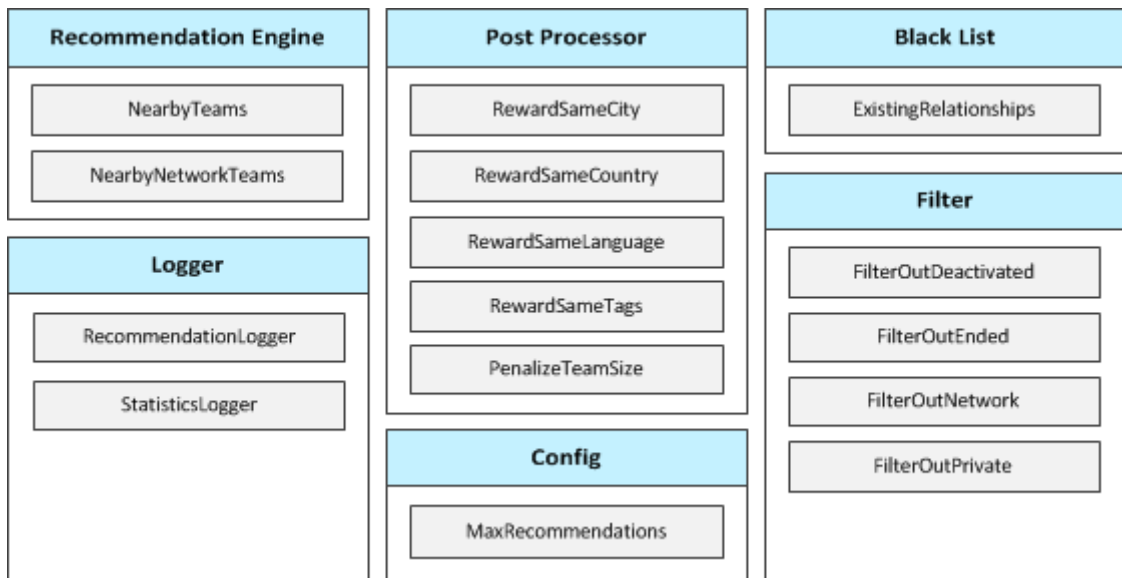 Recommendation Engine
NearbyTeams
NearbyNetworkTeams
Logger
RecommendationLogger
StatisticsLogger
Post Processor
RewardSameCity
RewardSameCountry
RewardSameLanguage
RewardSameTags
PenalizeTeamSize
Config
MaxRecommendations
Black List
ExistingRelationships
Filter
FilterOutDeactivated
FilterOutEnded
FilterOutNetwork
FilterOutPrivate